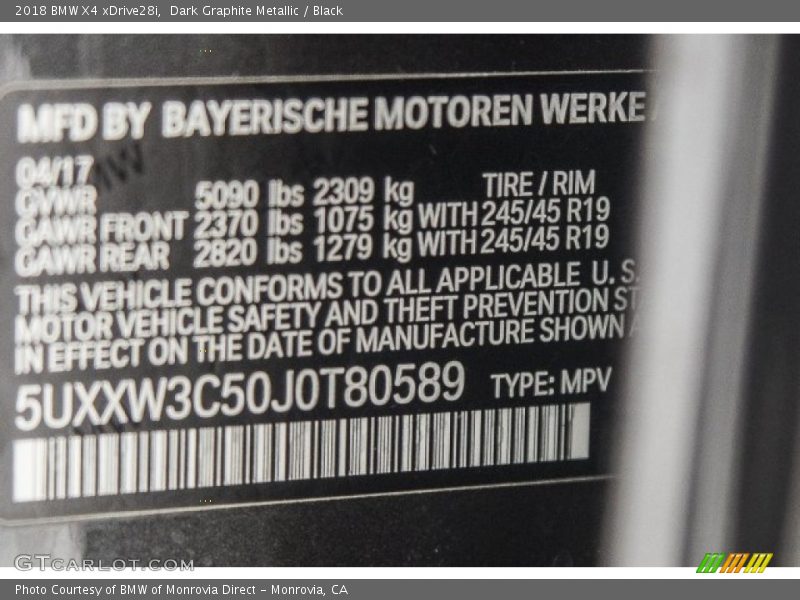 2018 BMW X4 xDrive28i,  Dark Graphite Metallic / Black
MFD BY BAYERISCHE MOTOREN WERKE
04/17
GVWR 5090 lbs 2309 kg TIRE / RIM
GAWR FRONT 2370 lbs 1075 kg WITH 245/45 R19
GAWR REAR 2820 lbs 1279 kg WITH 245/45 R19
THIS VEHICLE CONFORMS TO ALL APPLICABLE U. S.
MOTOR VEHICLE SAFETY AND THEFT PREVENTION ST
IN EFFECT ON THE DATE OF MANUFACTURE SHOWN
5UXXW3C50J0T80589 TYPE: MPV
GTCARLOT.COM
Photo Courtesy of BMW of Monrovia Direct - Monrovia, CA